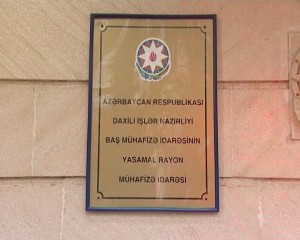 AZƏRBAYCAN RESPUBLİKASI
DAXİLİ İŞLƏR NAZİRLİYİ
BAŞ MÜHAFİZƏ İDARƏSİNİN
YASAMAL RAYON
MÜHAFİZƏ İDARƏSİ